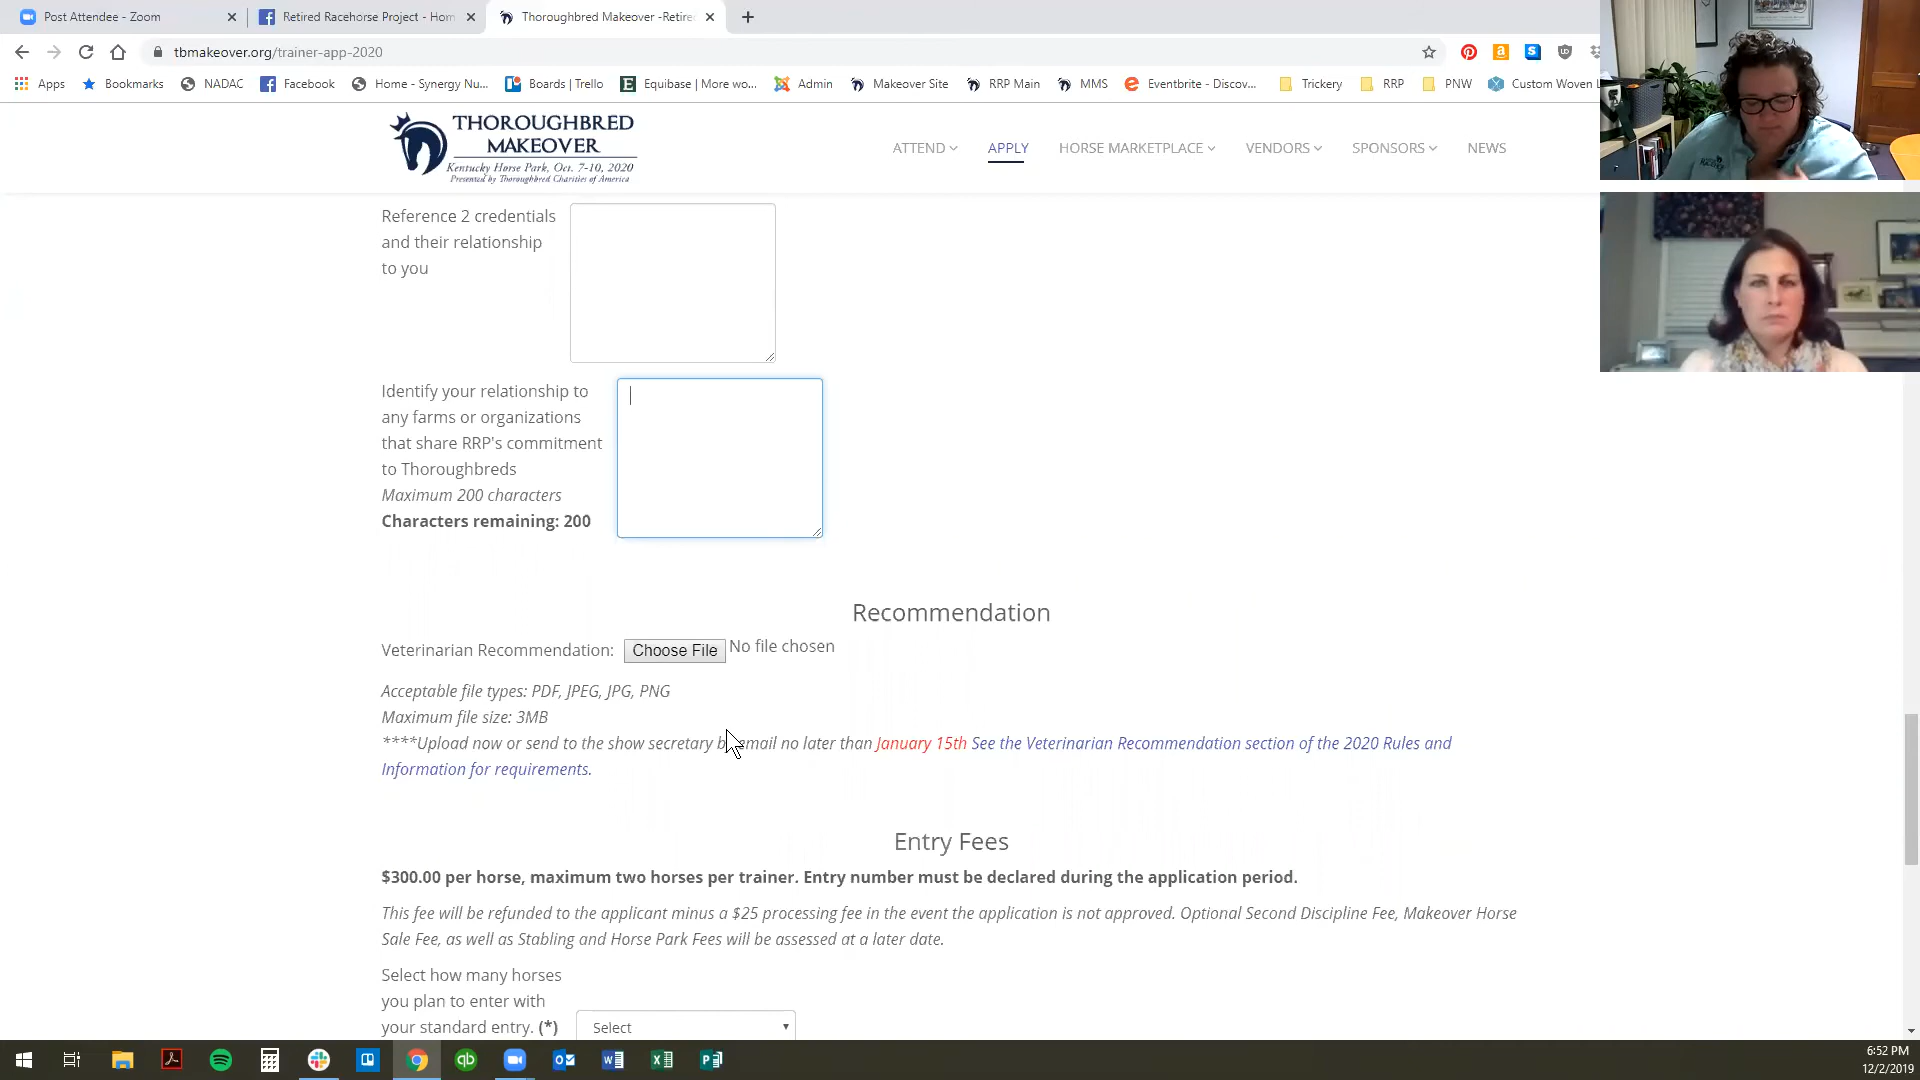 Post Attendee - Zoom
Retired Racehorse Project - Hom
Thoroughbred Makeover -Retire
tbmakeover.org/trainer-app-2020
Apps
Bookmarks
NADAC
Facebook
Home - Synergy Nu...
Boards | Trello
Equibase | More wo...
Admin
Makeover Site
RRP Main
MMS
Eventbrite - Discov...
Trickery
RRP
PNW
Custom Woven L
THOROUGHBRED
MAKEOVER
Kentucky Horse Park, Oct. 7-10, 2020
Presented by Thoroughbred Charities of America
ATTEND
APPLY
HORSE MARKETPLACE
VENDORS
SPONSORS
NEWS
Reference 2 credentials
and their relationship
to you
Identify your relationship to
any farms or organizations
that share RRP's commitment
to Thoroughbreds
Maximum 200 characters
Characters remaining: 200
Recommendation
Veterinarian Recommendation: Choose File No file chosen
Acceptable file types: PDF, JPEG, JPG, PNG
Maximum file size: 3MB
****Upload now or send to the show secretary by email no later than January 15th See the Veterinarian Recommendation section of the 2020 Rules and
Information for requirements.
Entry Fees
$300.00 per horse, maximum two horses per trainer. Entry number must be declared during the application period.
This fee will be refunded to the applicant minus a $25 processing fee in the event the application is not approved. Optional Second Discipline Fee, Makeover Horse
Sale Fee, as well as Stabling and Horse Park Fees will be assessed at a later date.
Select how many horses
you plan to enter with
your standard entry. (*)
Select
6:52 PM
12/2/2019